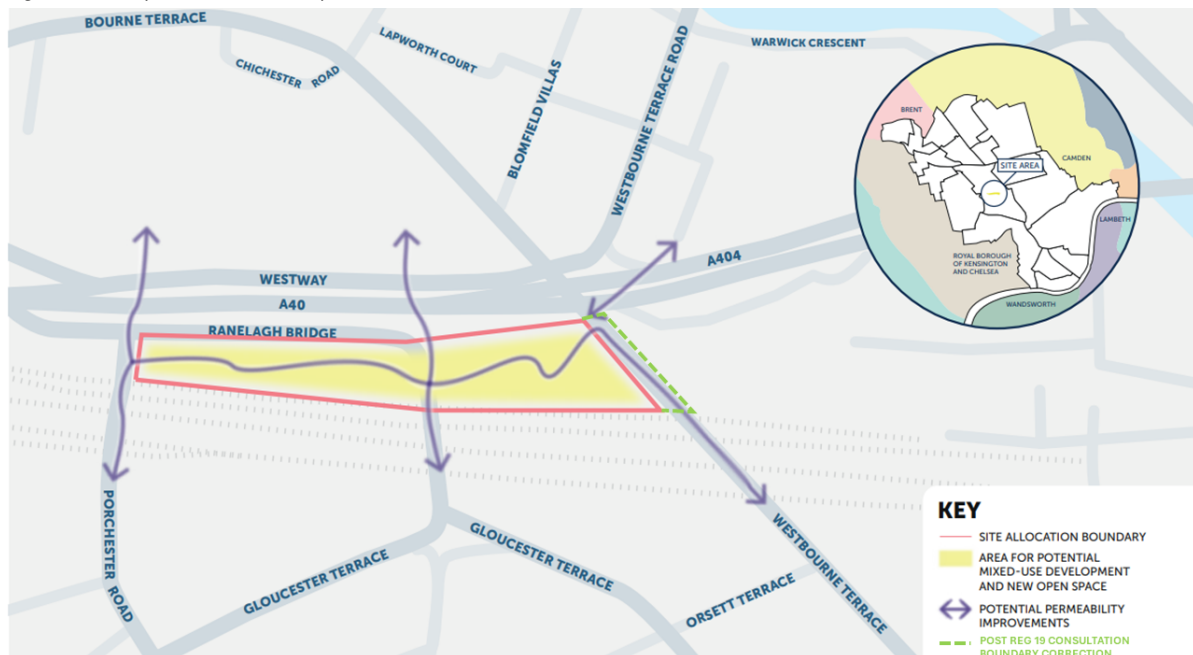 BOURNE TERRACE
LAPWORTH COURT
WARWICK CRESCENT
CHICHESTER ROAD
BLOMFIELD VILLAS
WESTBOURNE TERRACE ROAD
BRENT
CAMDEN
SITE AREA
LAMBETH
ROYAL BOROUGH
OF KENSINGTON
AND CHELSEA
WANDSWORTH
A404
WESTWAY
A40
RANELAGH BRIDGE
PORCHESTER ROAD
GLOUCESTER TERRACE
GLOUCESTER TERRACE
ORSETT TERRACE
WESTBOURNE TERRACE
KEY
SITE ALLOCATION BOUNDARY
AREA FOR POTENTIAL
MIXED-USE DEVELOPMENT
AND NEW OPEN SPACE
POTENTIAL PERMEABILITY
IMPROVEMENTS
POST REG 19 CONSULTATION
BOUNDARY CORRECTION